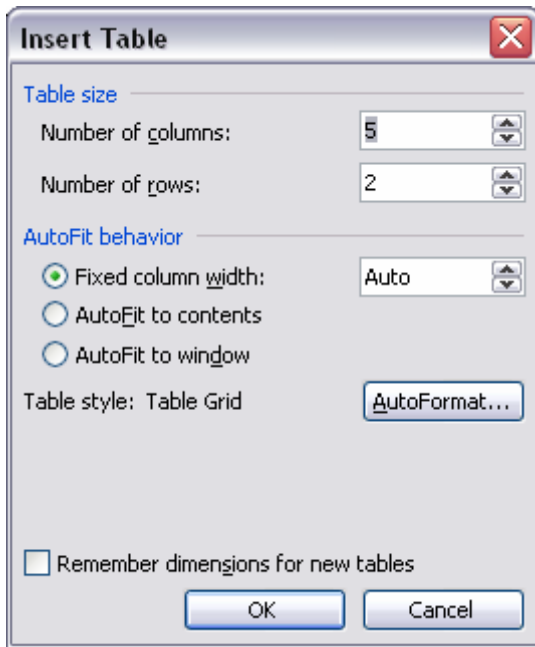 Insert Table
Table size
Number of columns: 5
Number of rows: 2
AutoFit behavior
Fixed column width: Auto
AutoFit to contents
AutoFit to window
Table style: Table Grid AutoFormat...
Remember dimensions for new tables
OK Cancel